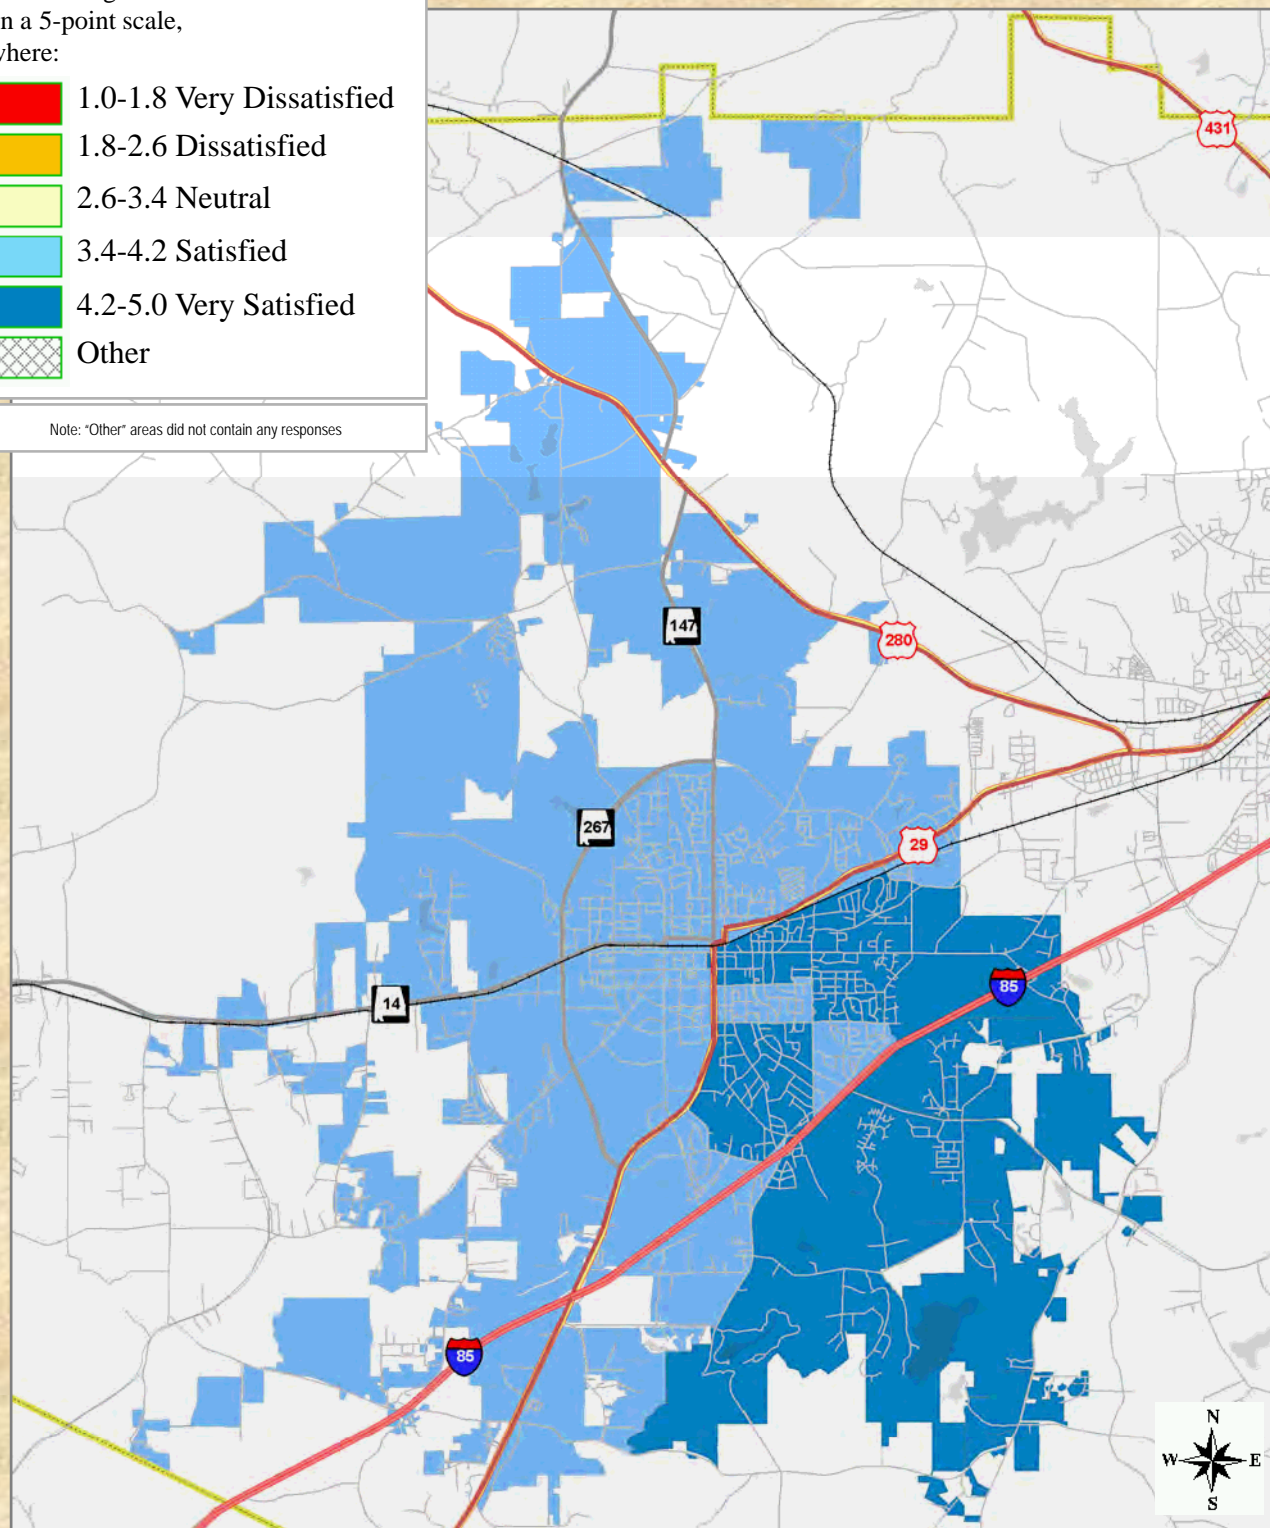 n a 5-point scale,
where:
1.0-1.8 Very Dissatisfied
1.8-2.6 Dissatisfied
2.6-3.4 Neutral
3.4-4.2 Satisfied
4.2-5.0 Very Satisfied
Other
Note: "Other" areas did not contain any responses
431
147
280
267
29
85
14
85
N
W E
S